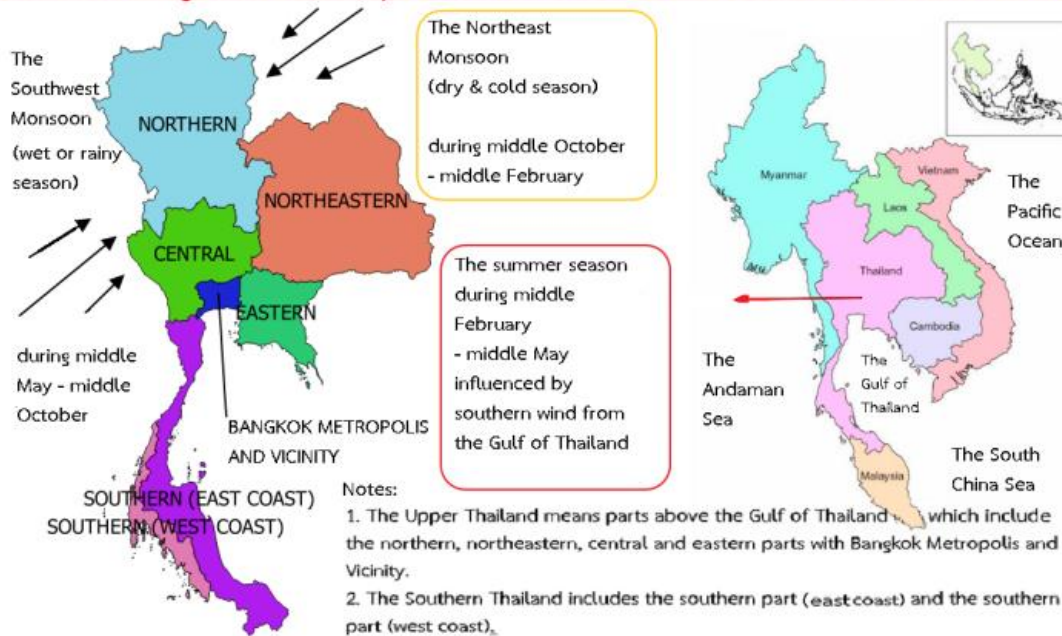 The
Southwest
Monsoon
(wet or rainy
season)
NORTHERN
NORTHEASTERN
CENTRAL
EASTERN
during middle
May - middle
October
BANGKOK METROPOLIS
AND VICINITY
SOUTHERN (EAST COAST)
SOUTHERN (WEST COAST)
The Northeast
Monsoon
(dry & cold season)
during middle October
- middle February
The summer season
during middle
February
- middle May
influenced by
southern wind from
the Gulf of Thailand
Myanmar
Laos
Vietnam
Thailand
Cambodia
Malaysia
The
Pacific
Ocean
The
Andaman
Sea
The
Gulf of
Thailand
The South
China Sea
Notes:
1. The Upper Thailand means parts above the Gulf of Thailand which include
the northern, northeastern, central and eastern parts with Bangkok Metropolis and
Vicinity.
2. The Southern Thailand includes the southern part (east coast) and the southern
part (west coast).